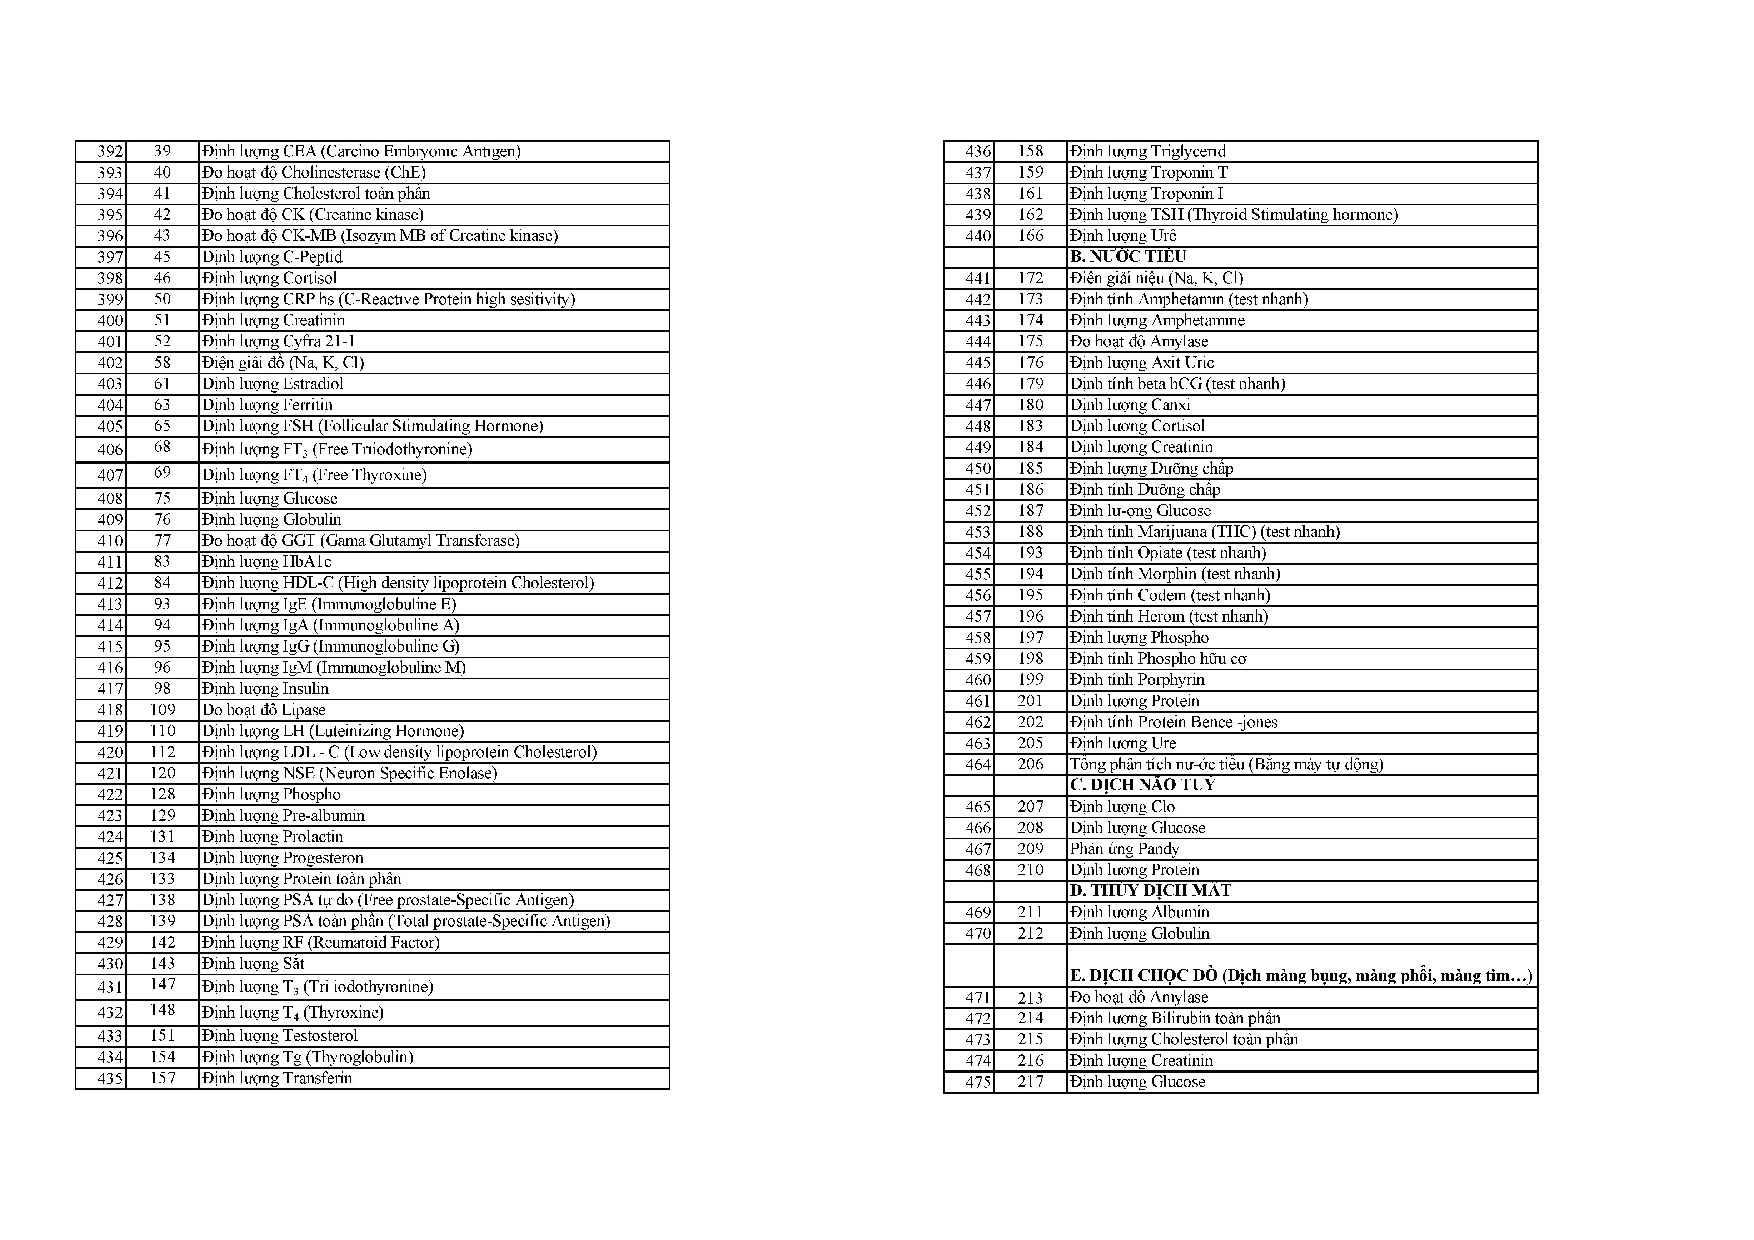 392 39 Định lượng CEA (Carcino Embryonic Antigen)
393 40 Đo hoạt độ Cholinesterase (ChE)
394 41 Định lượng Cholesterol toàn phần
395 42 Đo hoạt độ CK (Creatine kinase)
396 43 Đo hoạt độ CK-MB (Isozym MB of Creatine kinase)
397 45 Định lượng C-Peptid
398 46 Định lượng Cortisol
399 50 Định lượng CRP hs (C-Reactive Protein high sesitivity)
400 51 Định lượng Creatinin
401 52 Định lượng Cyfra 21-1
402 58 Điện giải đồ (Na, K, Cl)
403 61 Định lượng Estradiol
404 63 Định lượng Ferritin
405 65 Định lượng FSH (Follicular Stimulating Hormone)
406 68 Định lượng FT3 (Free Triiodothyronine)
407 69 Định lượng FT4 (Free Thyroxine)
408 75 Định lượng Glucose
409 76 Định lượng Globulin
410 77 Đo hoạt độ GGT (Gama Glutamyl Transferase)
411 83 Định lượng HbA1c
412 84 Định lượng HDL-C (High density lipoprotein Cholesterol)
413 93 Định lượng IgE (Immunoglobuline E)
414 94 Định lượng IgA (Immunoglobuline A)
415 95 Định lượng IgG (Immunoglobuline G)
416 96 Định lượng IgM (Immunoglobuline M)
417 98 Định lượng Insulin
418 109 Đo hoạt độ Lipase
419 110 Định lượng LH (Luteinizing Hormone)
420 112 Định lượng LDL - C (Low density lipoprotein Cholesterol)
421 120 Định lượng NSE (Neuron Specific Enolase)
422 128 Định lượng Phospho
423 129 Định lượng Pre-albumin
424 131 Định lượng Prolactin
425 134 Định lượng Progesteron
426 133 Định lượng Protein toàn phần
427 138 Định lượng PSA tự do (Free prostate-Specific Antigen)
428 139 Định lượng PSA toàn phần (Total prostate-Specific Antigen)
429 142 Định lượng RF (Reumatoid Factor)
430 143 Định lượng Sắt
431 147 Định lượng T3 (Tri iodothyronine)
432 148 Định lượng T4 (Thyroxine)
433 151 Định lượng Testosterol
434 154 Định lượng Tg (Thyroglobulin)
435 157 Định lượng Transferin
436 158 Định lượng Triglycerid
437 159 Định lượng Troponin T
438 161 Định lượng Troponin I
439 162 Định lượng TSH (Thyroid Stimulating hormone)
440 166 Định lượng Urê
B. NƯỚC TIỂU
441 172 Điện giải niệu (Na, K, Cl)
442 173 Định tính Amphetamin (test nhanh)
443 174 Định lượng Amphetamine
444 175 Đo hoạt độ Amylase
445 176 Định lượng Axit Uric
446 179 Định tính beta hCG (test nhanh)
447 180 Định lượng Canxi
448 183 Định lượng Cortisol
449 184 Định lượng Creatinin
450 185 Định lượng Dưỡng chấp
451 186 Định tính Dưỡng chấp
452 187 Định lư-ợng Glucose
453 188 Định tính Marijuana (THC) (test nhanh)
454 193 Định tính Opiate (test nhanh)
455 194 Định tính Morphin (test nhanh)
456 195 Định tính Codein (test nhanh)
457 196 Định tính Heroin (test nhanh)
458 197 Định lượng Phospho
459 198 Định tính Phospho hữu cơ
460 199 Định tính Porphyrin
461 201 Định lượng Protein
462 202 Định tính Protein Bence -jones
463 205 Định lượng Ure
464 206 Tổng phân tích nư-ớc tiểu (Bằng máy tự động)
C. DỊCH NÃO TUỶ
465 207 Định lượng Clo
466 208 Định lượng Glucose
467 209 Phản ứng Pandy
468 210 Định lượng Protein
D. THỦY DỊCH MẮT
469 211 Định lượng Albumin
470 212 Định lượng Globulin
E. DỊCH CHỌC DÒ (Dịch màng bụng, màng phổi, màng tim…)
471 213 Đo hoạt độ Amylase
472 214 Định lượng Bilirubin toàn phần
473 215 Định lượng Cholesterol toàn phần
474 216 Định lượng Creatinin
475 217 Định lượng Glucose